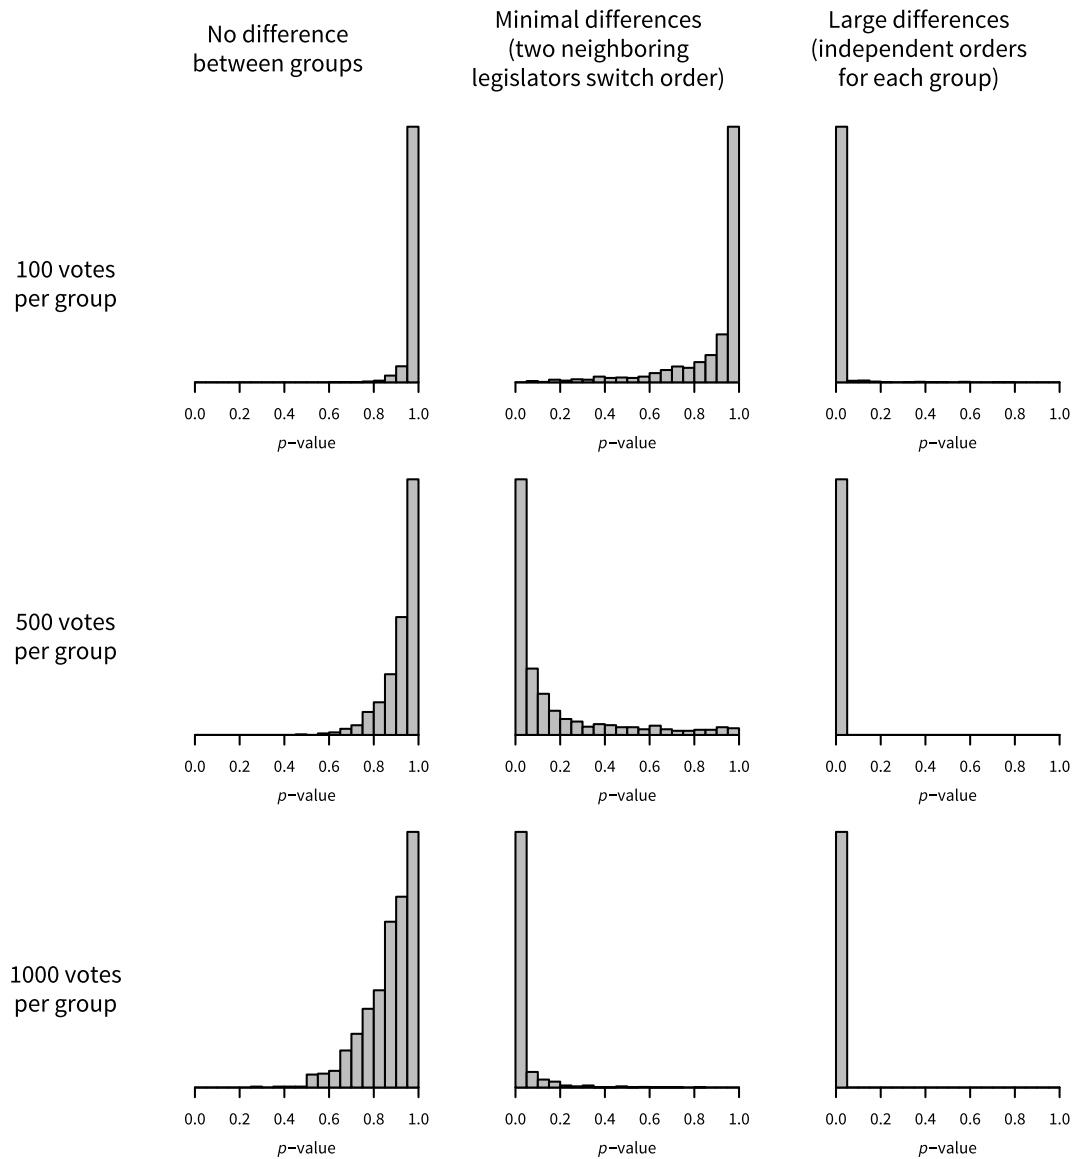 No difference
between groups
Minimal differences
(two neighboring
legislators switch order)
Large differences
(independent orders
for each group)
100 votes
per group
0.0 0.2 0.4 0.6 0.8 1.0
p−value
0.0 0.2 0.4 0.6 0.8 1.0
p−value
0.0 0.2 0.4 0.6 0.8 1.0
p−value
500 votes
per group
0.0 0.2 0.4 0.6 0.8 1.0
p−value
0.0 0.2 0.4 0.6 0.8 1.0
p−value
0.0 0.2 0.4 0.6 0.8 1.0
p−value
1000 votes
per group
0.0 0.2 0.4 0.6 0.8 1.0
p−value
0.0 0.2 0.4 0.6 0.8 1.0
p−value
0.0 0.2 0.4 0.6 0.8 1.0
p−value